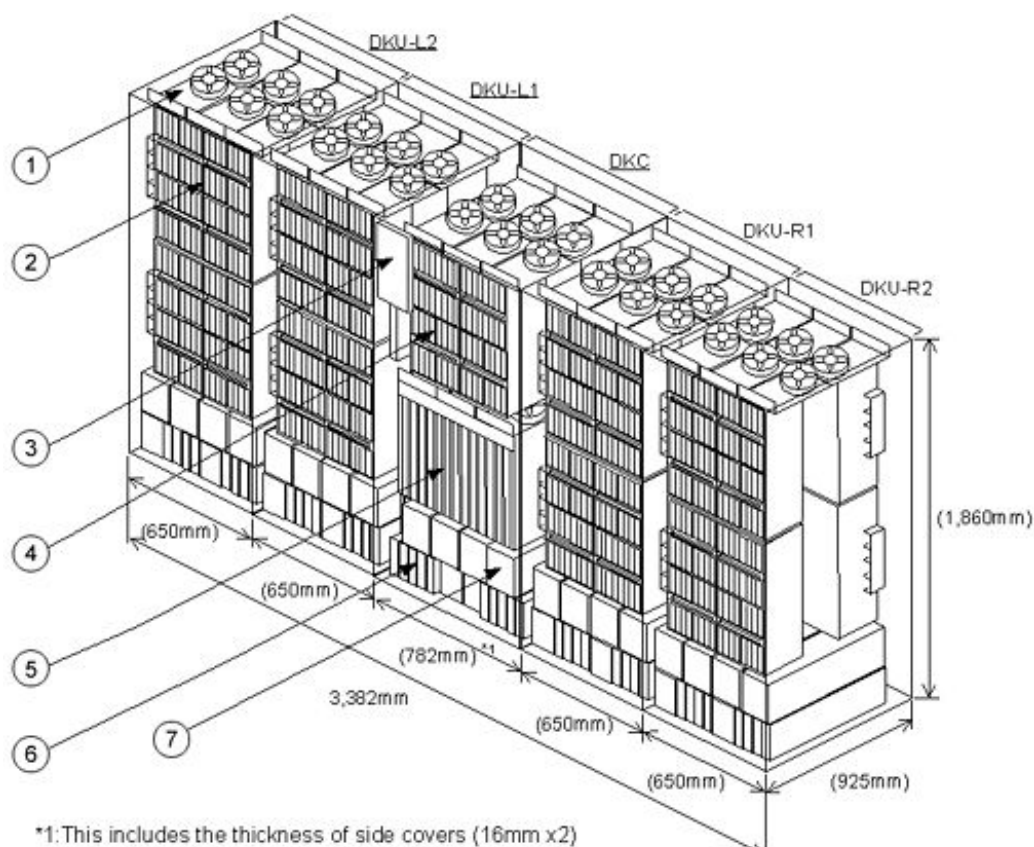 DKU-L2
DKU-L1
DKC
DKU-R1
DKU-R2
1
2
3
4
5
6
7
(650mm)
(650mm)
(782mm) *1
3,382mm
(650mm)
(650mm)
(925mm)
(1,860mm)
*1:This includes the thickness of side covers (16mm x2)